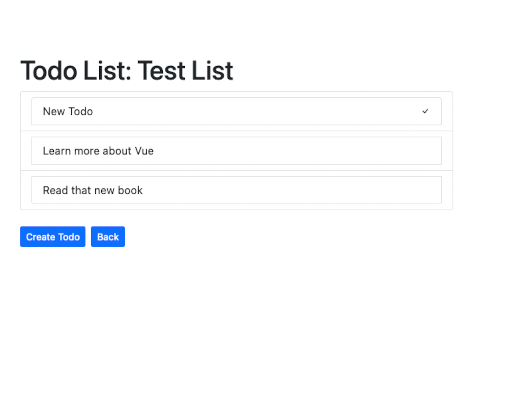 Todo List: Test List
New Todo
Learn more about Vue
Read that new book
Create Todo Back